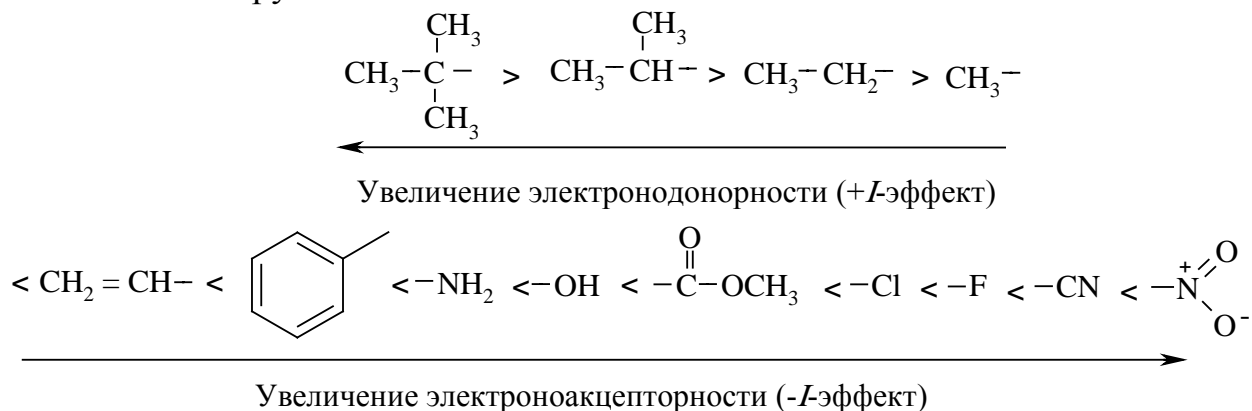 CH₃ CH₃
CH₃–C– > CH₃–CH– > CH₃–CH₂– > CH₃–
CH₃
Увеличение электронодонорности (+I-эффект)
O O
< CH₂ = CH– < < –NH₂ < –OH < –C–OCH₃ < –Cl < –F < –CN < –N⁺
O⁻
Увеличение электроноакцепторности (-I-эффект)